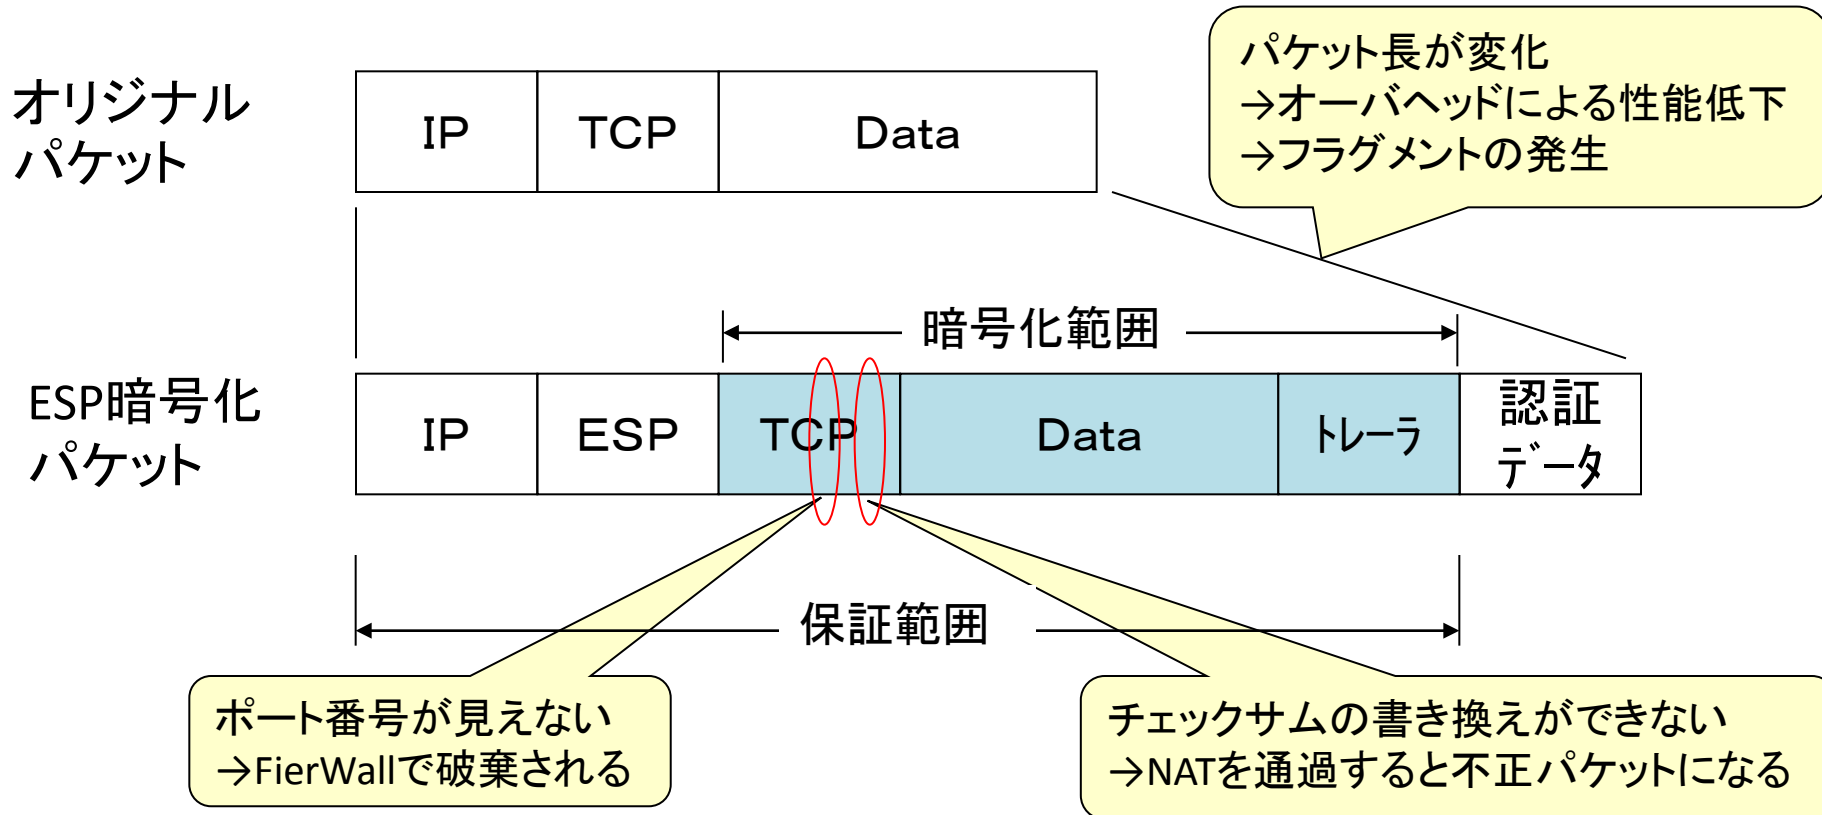 オリジナル
パケット
IP
TCP
Data
パケット長が変化
→オーバヘッドによる性能低下
→フラグメントの発生
暗号化範囲
ESP暗号化
パケット
IP
ESP
TCP
Data
トレーラ
認証
データ
保証範囲
ポート番号が見えない
→FierWallで破棄される
チェックサムの書き換えができない
→NATを通過すると不正パケットになる